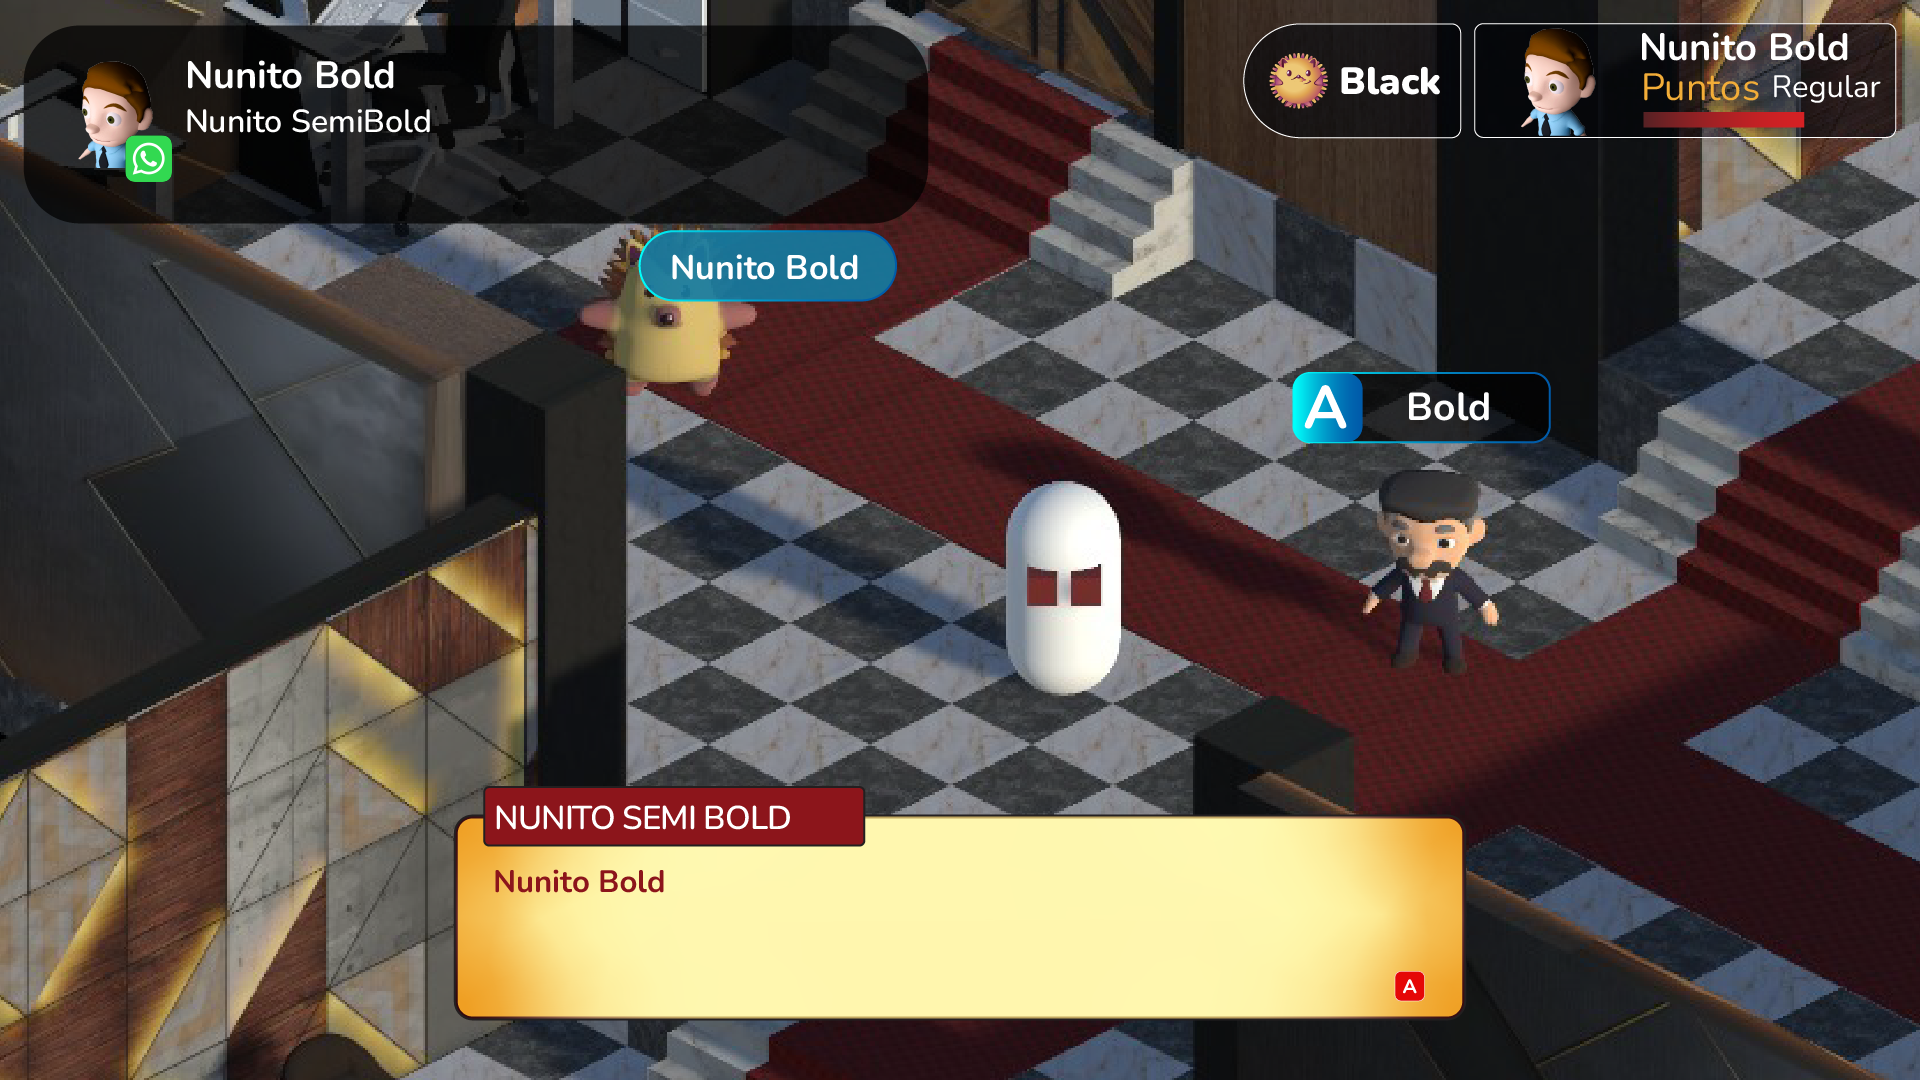 Nunito Bold
Nunito SemiBold
Black
Nunito Bold
Puntos Regular
Nunito Bold
A Bold
NUNITO SEMI BOLD
Nunito Bold
A